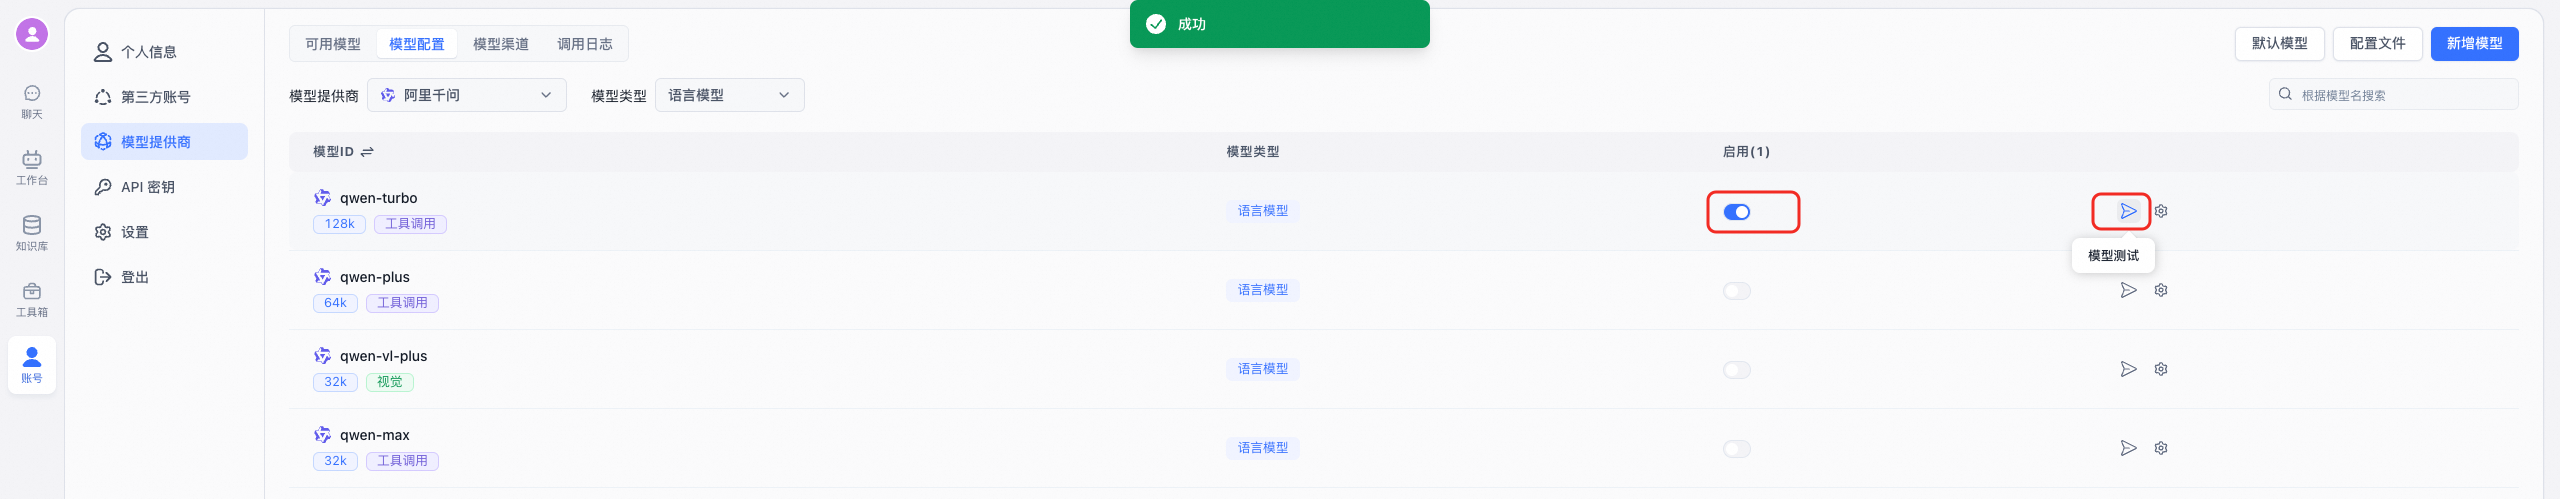 成功
可用模型 模型配置 模型渠道 调用日志
默认模型 配置文件 新增模型
聊天
工作台
知识库
工具箱
账号
个人信息
第三方账号
模型提供商
API 密钥
设置
登出
模型提供商 阿里千问 模型类型 语言模型
根据模型名搜索
模型ID 模型类型 启用(1)
qwen-turbo
128k 工具调用
语言模型
模型测试
qwen-plus
64k 工具调用
语言模型
qwen-vl-plus
32k 视觉
语言模型
qwen-max
32k 工具调用
语言模型